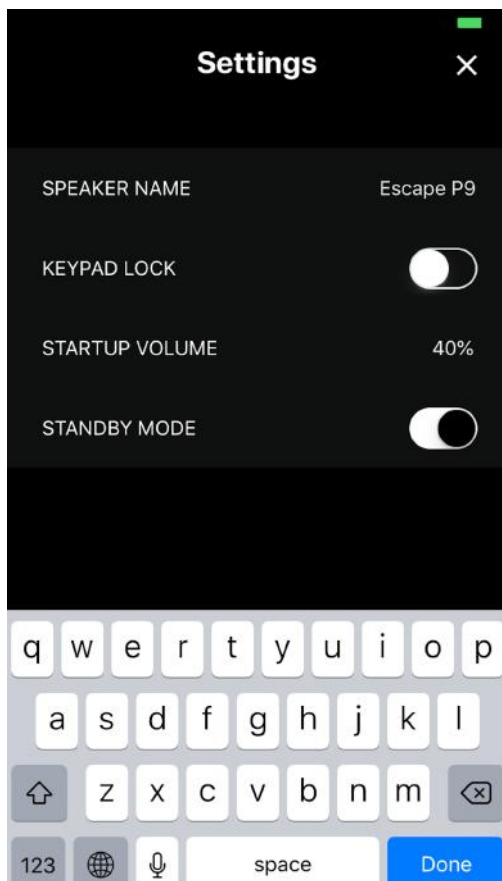 Settings
SPEAKER NAME Escape P9
KEYPAD LOCK
STARTUP VOLUME 40%
STANDBY MODE
q w e r t y u i o p
a s d f g h j k l
z x c v b n m
123 space Done